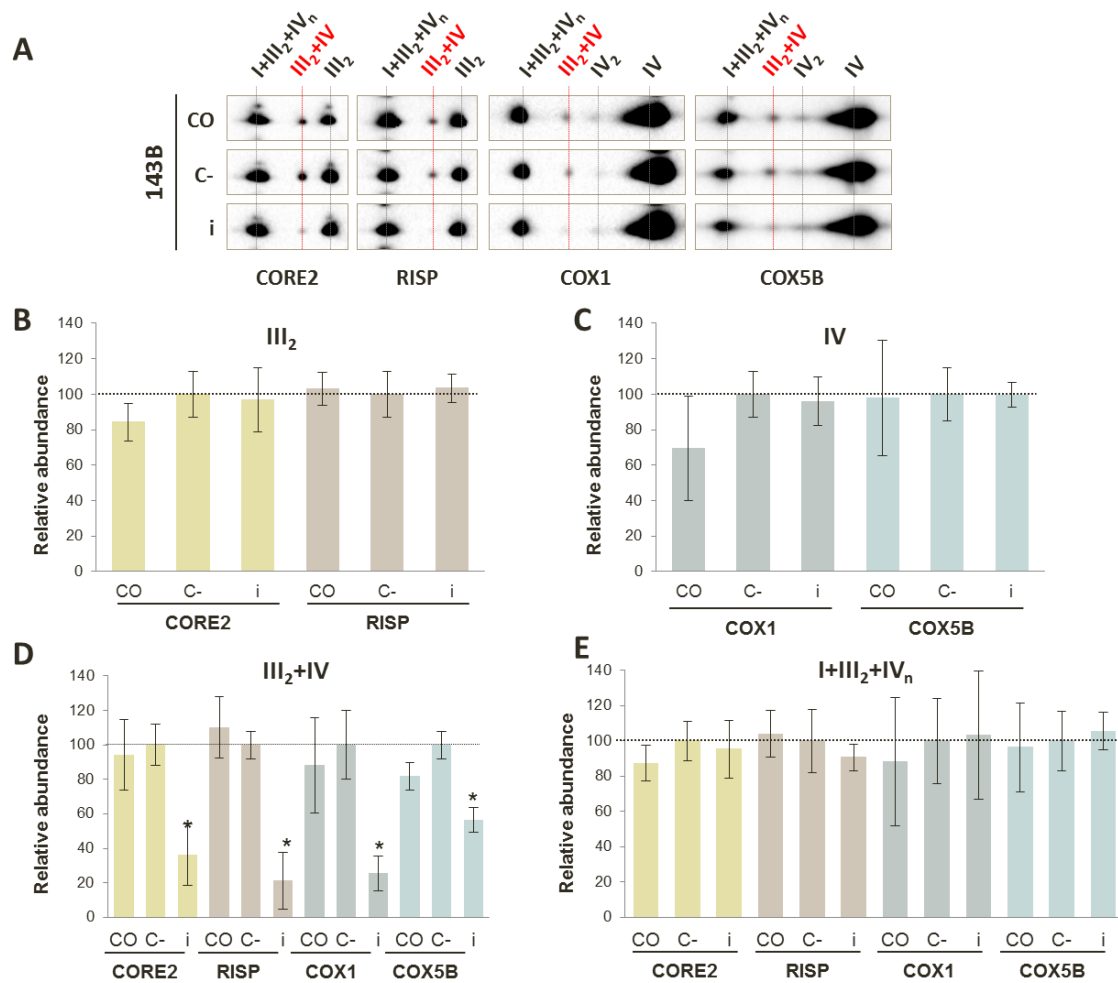 A
I+III₂+IVₙ III₂+IV III₂ I+III₂+IVₙ III₂+IV III₂ I+III₂+IVₙ III₂+IV IV₂ IV I+III₂+IVₙ III₂+IV IV₂ IV
143B
CO
C-
i
CORE2 RISP COX1 COX5B
B
III₂
Relative abundance
140
120
100
80
60
40
20
0
CO C- i CO C- i
CORE2 RISP
C
IV
Relative abundance
140
120
100
80
60
40
20
0
CO C- i CO C- i
COX1 COX5B
D
III₂+IV
Relative abundance
140
120
100
80
60
40
20
0
* * * *
CO C- i CO C- i CO C- i CO C- i
CORE2 RISP COX1 COX5B
E
I+III₂+IVₙ
Relative abundance
140
120
100
80
60
40
20
0
CO C- i CO C- i CO C- i CO C- i
CORE2 RISP COX1 COX5B